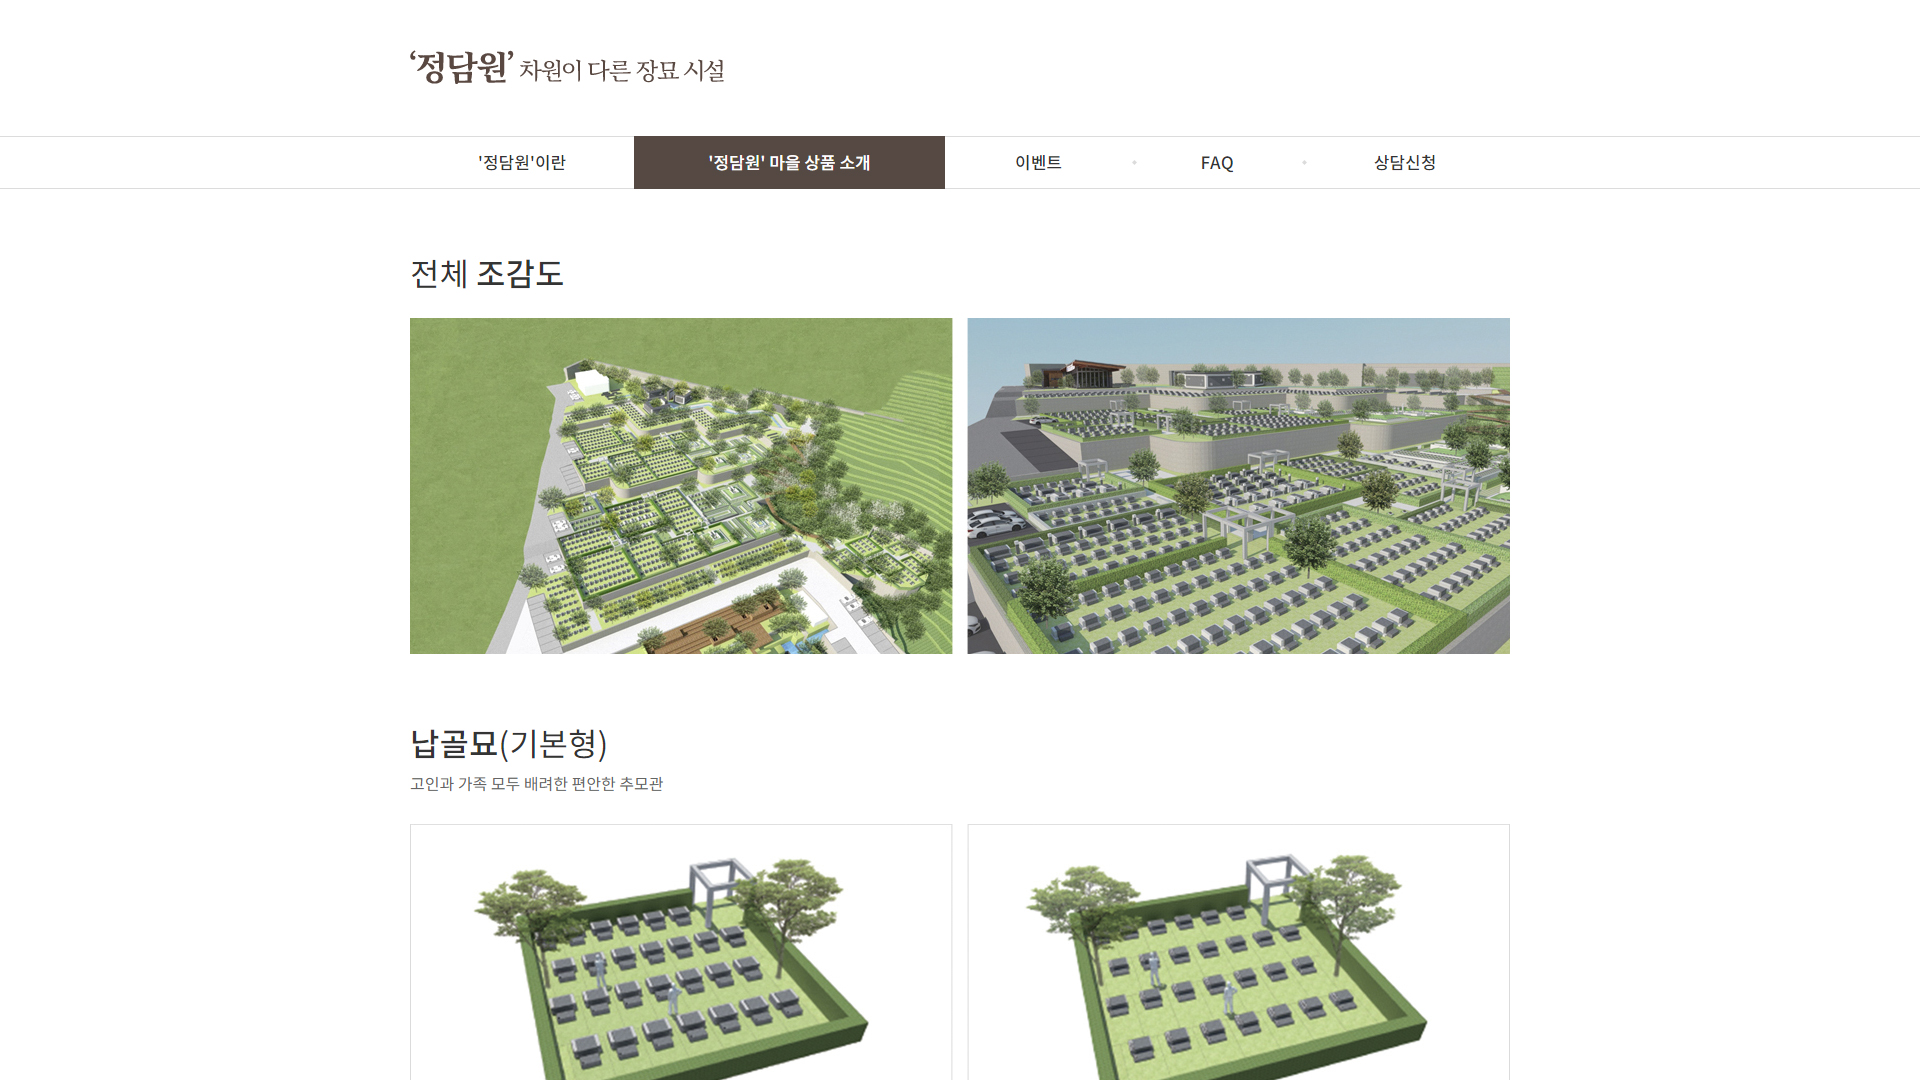 ‘정담원’ 차원이 다른 장묘 시설
'정담원'이란
'정담원' 마을 상품 소개
이벤트
FAQ
상담신청
전체 조감도
납골묘(기본형)
고인과 가족 모두 배려한 편안한 추모관